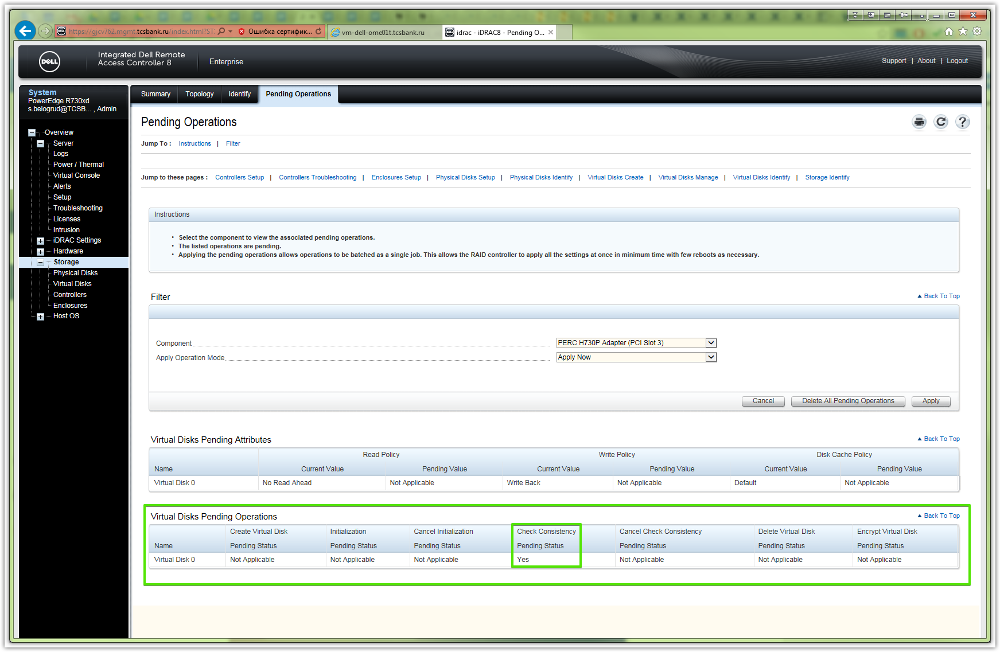 https://gjcv762.mgmt.tcsbank.ru/index.html?ST. Ошибка сертифик... vm-dell-ome01t.tcsbank.ru idrac - iDRAC8 - Pending O...
DELL
Integrated Dell Remote
Access Controller 8
Enterprise
Support | About | Logout
System
PowerEdge R730xd
s.belogrud@TCSB... , Admin
Summary Topology Identify Pending Operations
Overview
Server
Logs
Power / Thermal
Virtual Console
Alerts
Setup
Troubleshooting
Licenses
Intrusion
iDRAC Settings
Hardware
Storage
Physical Disks
Virtual Disks
Controllers
Enclosures
Host OS
Pending Operations
Jump To : Instructions | Filter
Jump to these pages : Controllers Setup | Controllers Troubleshooting | Enclosures Setup | Physical Disks Setup | Physical Disks Identify | Virtual Disks Create | Virtual Disks Manage | Virtual Disks Identify | Storage Identify
Instructions
• Select the component to view the associated pending operations.
• The listed operations are pending.
• Applying the pending operations allows operations to be batched as a single job. This allows the RAID controller to apply all the settings at once in minimum time with few reboots as necessary.
Filter
Back To Top
Component PERC H730P Adapter (PCI Slot 3)
Apply Operation Mode Apply Now
Cancel Delete All Pending Operations Apply
Virtual Disks Pending Attributes
Back To Top
Read Policy Write Policy Disk Cache Policy
Name Current Value Pending Value Current Value Pending Value Current Value Pending Value
Virtual Disk 0 No Read Ahead Not Applicable Write Back Not Applicable Default Not Applicable
Virtual Disks Pending Operations
Back To Top
Create Virtual Disk Initialization Cancel Initialization Check Consistency Cancel Check Consistency Delete Virtual Disk Encrypt Virtual Disk
Name Pending Status Pending Status Pending Status Pending Status Pending Status Pending Status Pending Status
Virtual Disk 0 Not Applicable Not Applicable Not Applicable Yes Not Applicable Not Applicable Not Applicable